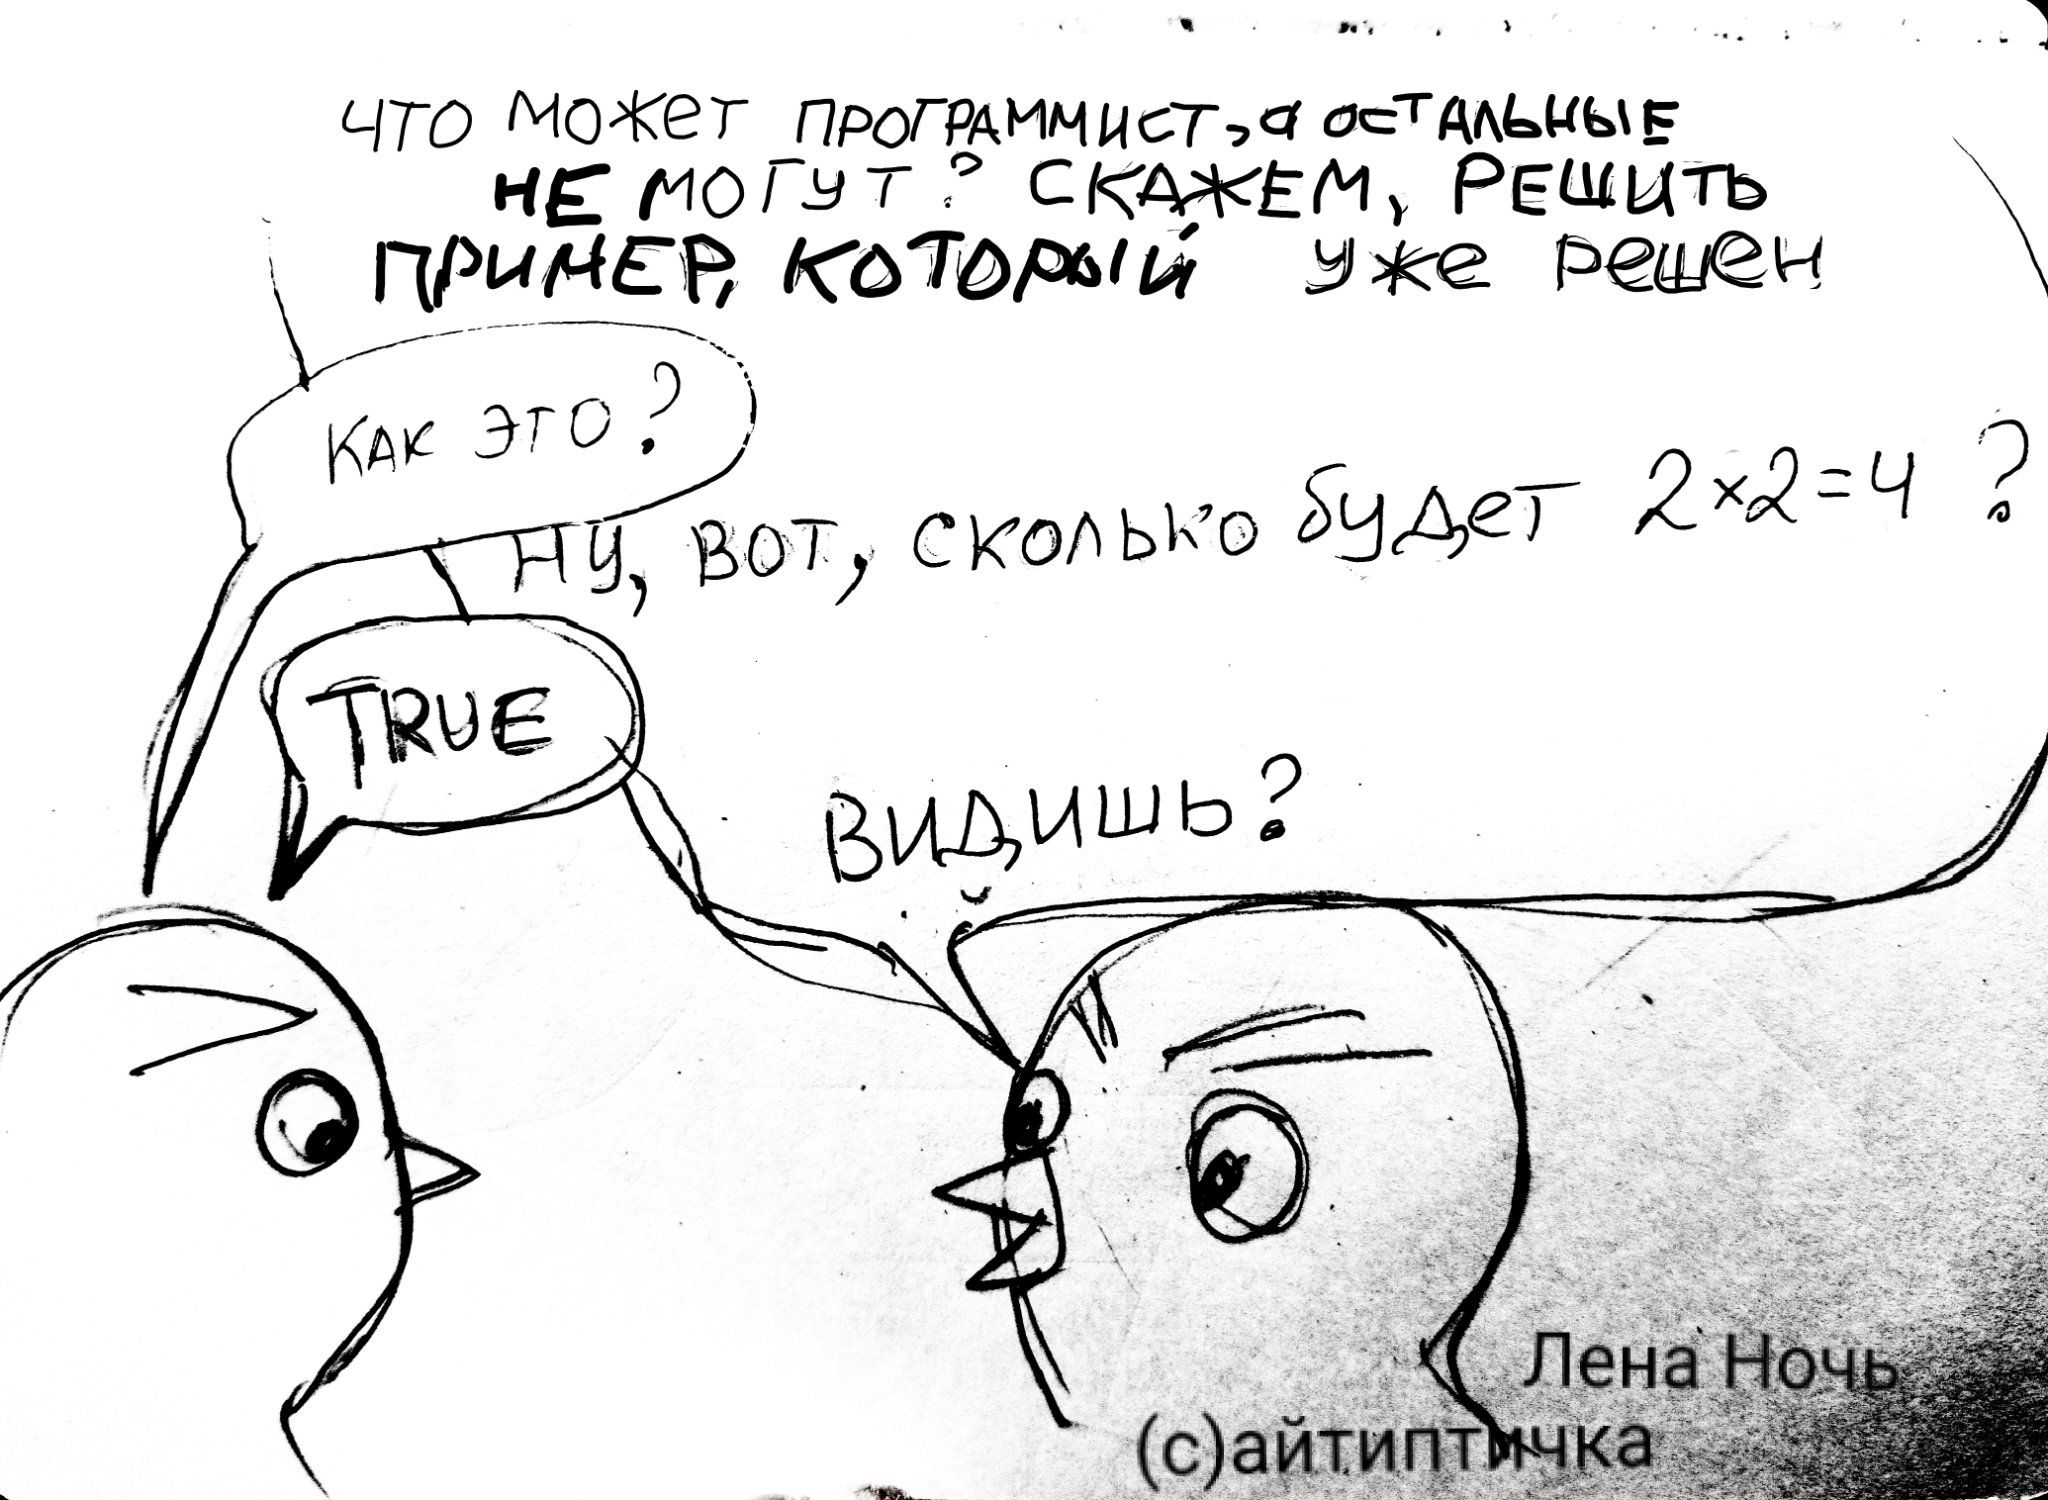 что может программист, а остальные
не могут? Скажем, решить
пример, который уже решен
Как это?
Ну, вот, сколько будет 2×2=4?
TRUE
Видишь?
Лена Ночь
(с)айтиптичка